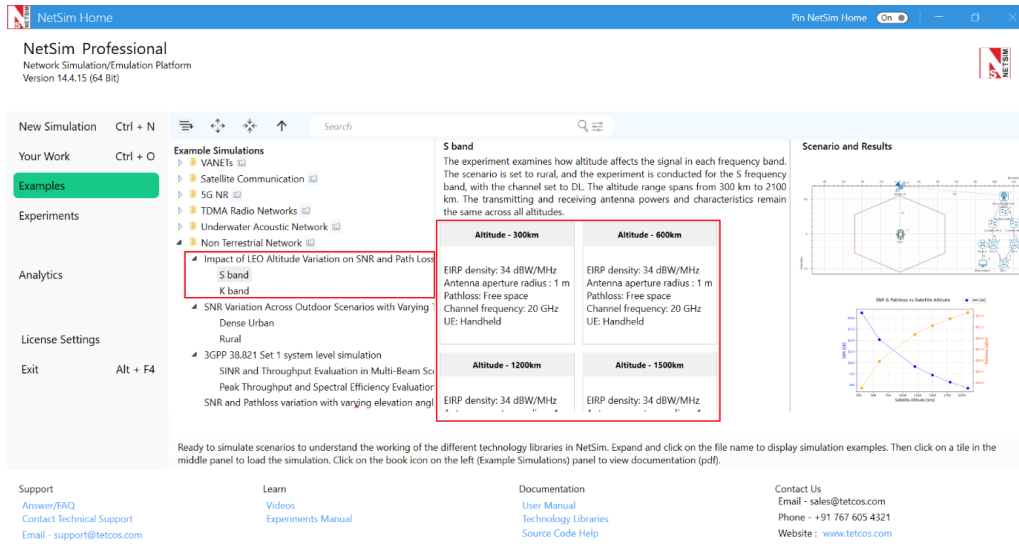 NetSim Home
Pin NetSim Home On
NetSim Professional
Network Simulation/Emulation Platform
Version 14.4.15 (64 Bit)
NETSIM
New Simulation Ctrl + N
Your Work Ctrl + O
Examples
Experiments
Analytics
License Settings
Exit Alt + F4
Search
Example Simulations
VANETs
Satellite Communication
5G NR
TDMA Radio Networks
Underwater Acoustic Network
Non Terrestrial Network
Impact of LEO Altitude Variation on SNR and Path Loss
S band
K band
SNR Variation Across Outdoor Scenarios with Varying
Dense Urban
Rural
3GPP 38.821 Set 1 system level simulation
SINR and Throughput Evaluation in Multi-Beam Sc
Peak Throughput and Spectral Efficiency Evaluation
SNR and Pathloss variation with varying elevation angl
S band
The experiment examines how altitude affects the signal in each frequency band.
The scenario is set to rural, and the experiment is conducted for the S frequency
band, with the channel set to DL. The altitude range spans from 300 km to 2100
km. The transmitting and receiving antenna powers and characteristics remain
the same across all altitudes.
Altitude - 300km
EIRP density: 34 dBW/MHz
Antenna aperture radius : 1 m
Pathloss: Free space
Channel frequency: 20 GHz
UE: Handheld
Altitude - 600km
EIRP density: 34 dBW/MHz
Antenna aperture radius : 1 m
Pathloss: Free space
Channel frequency: 20 GHz
UE: Handheld
Altitude - 1200km
EIRP density: 34 dBW/MHz
Altitude - 1500km
EIRP density: 34 dBW/MHz
Scenario and Results
SNR & Pathloss vs Satellite Altitude
SNR (dB)
Pathloss (dB)
Satellite Altitude (km)
Ready to simulate scenarios to understand the working of the different technology libraries in NetSim. Expand and click on the file name to display simulation examples. Then click on a tile in the
middle panel to load the simulation. Click on the book icon on the left (Example Simulations) panel to view documentation (pdf).
Support
Answer/FAQ
Contact Technical Support
Email - support@tetcos.com
Learn
Videos
Experiments Manual
Documentation
User Manual
Technology Libraries
Source Code Help
Contact Us
Email - sales@tetcos.com
Phone - +91 767 605 4321
Website : www.tetcos.com